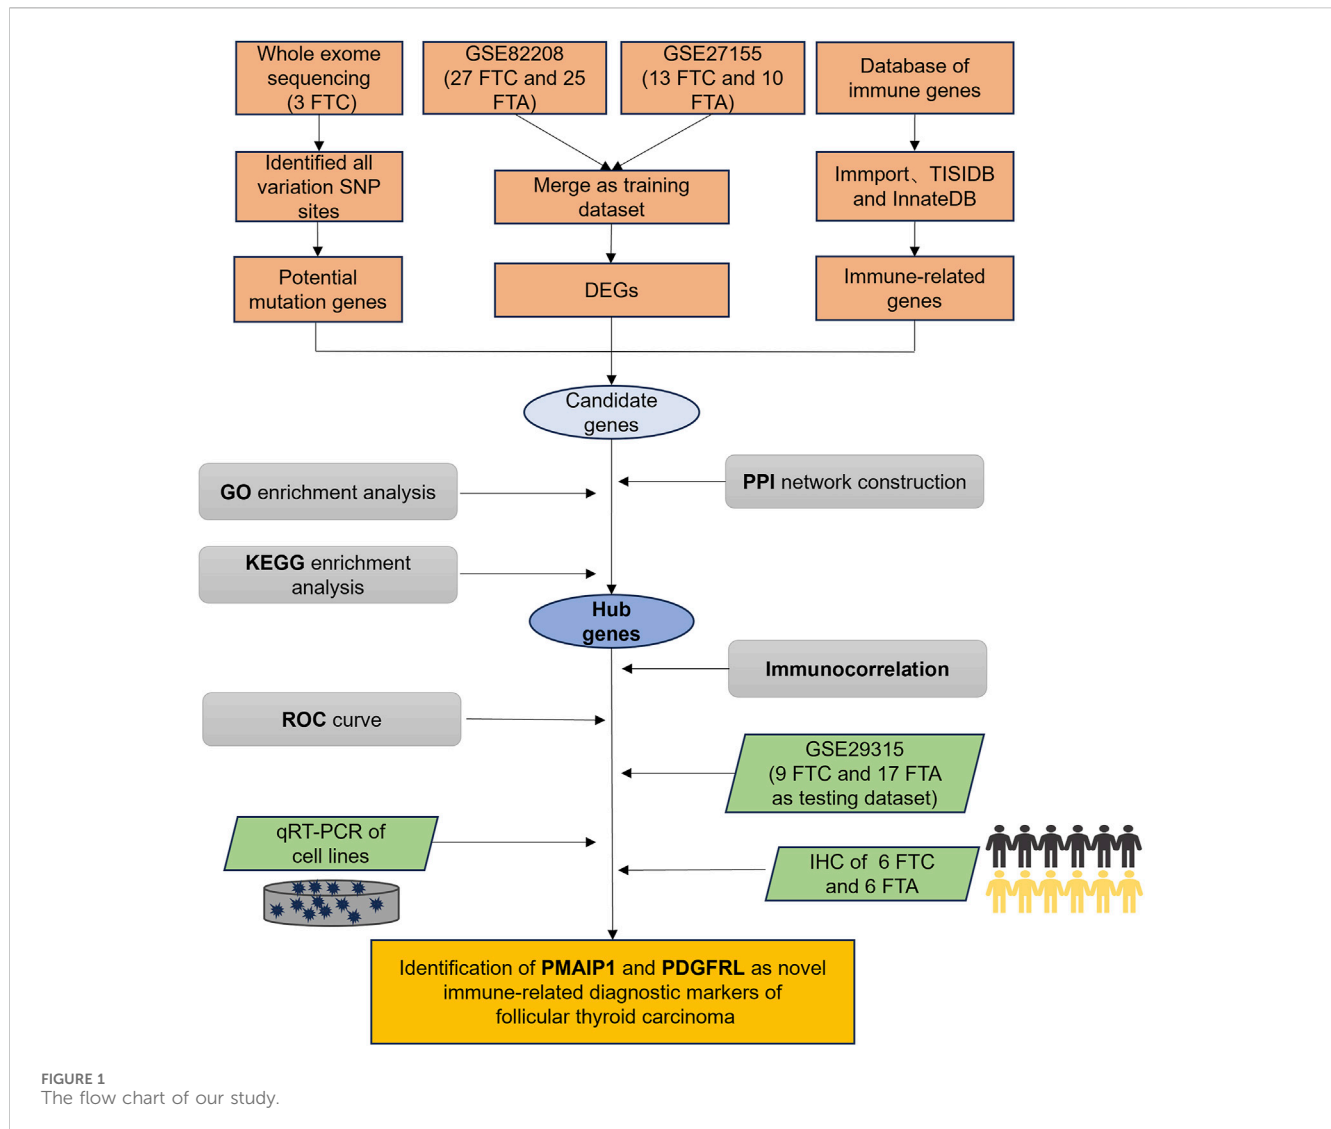 Whole exome
sequencing
(3 FTC)
GSE82208
(27 FTC and 25
FTA)
GSE27155
(13 FTC and 10
FTA)
Database of
immune genes
Identified all
variation SNP
sites
Merge as training
dataset
Immport、TISIDB
and InnateDB
Potential
mutation genes
DEGs
Immune-related
genes
Candidate
genes
GO enrichment analysis
PPI network construction
KEGG enrichment
analysis
Hub
genes
Immunocorrelation
ROC curve
GSE29315
(9 FTC and 17 FTA
as testing dataset)
qRT-PCR of
cell lines
IHC of 6 FTC
and 6 FTA
Identification of PMAIP1 and PDGFRL as novel
immune-related diagnostic markers of
follicular thyroid carcinoma
FIGURE 1
The flow chart of our study.